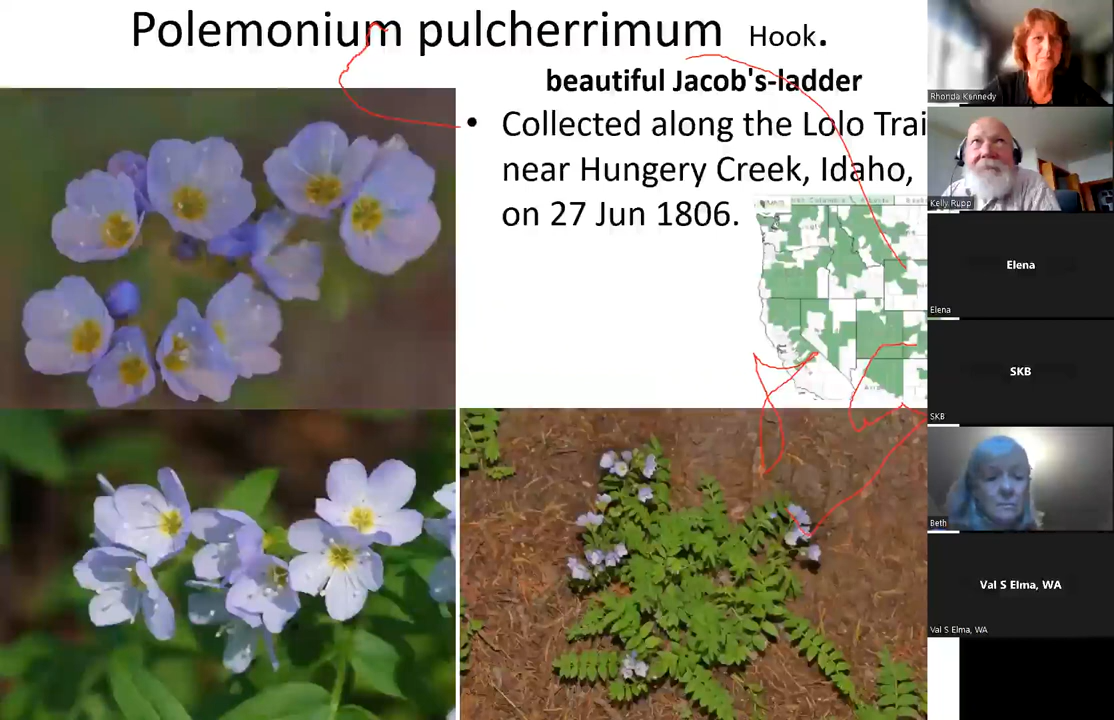 Polemonium pulcherrimum Hook.
beautiful Jacob's-ladder
• Collected along the Lolo Trai
near Hungery Creek, Idaho,
on 27 Jun 1806.
Rhonda Kennedy
Kelly Rupp
Elena
Elena
SKB
SKB
Beth
Val S Elma, WA
Val S Elma, WA